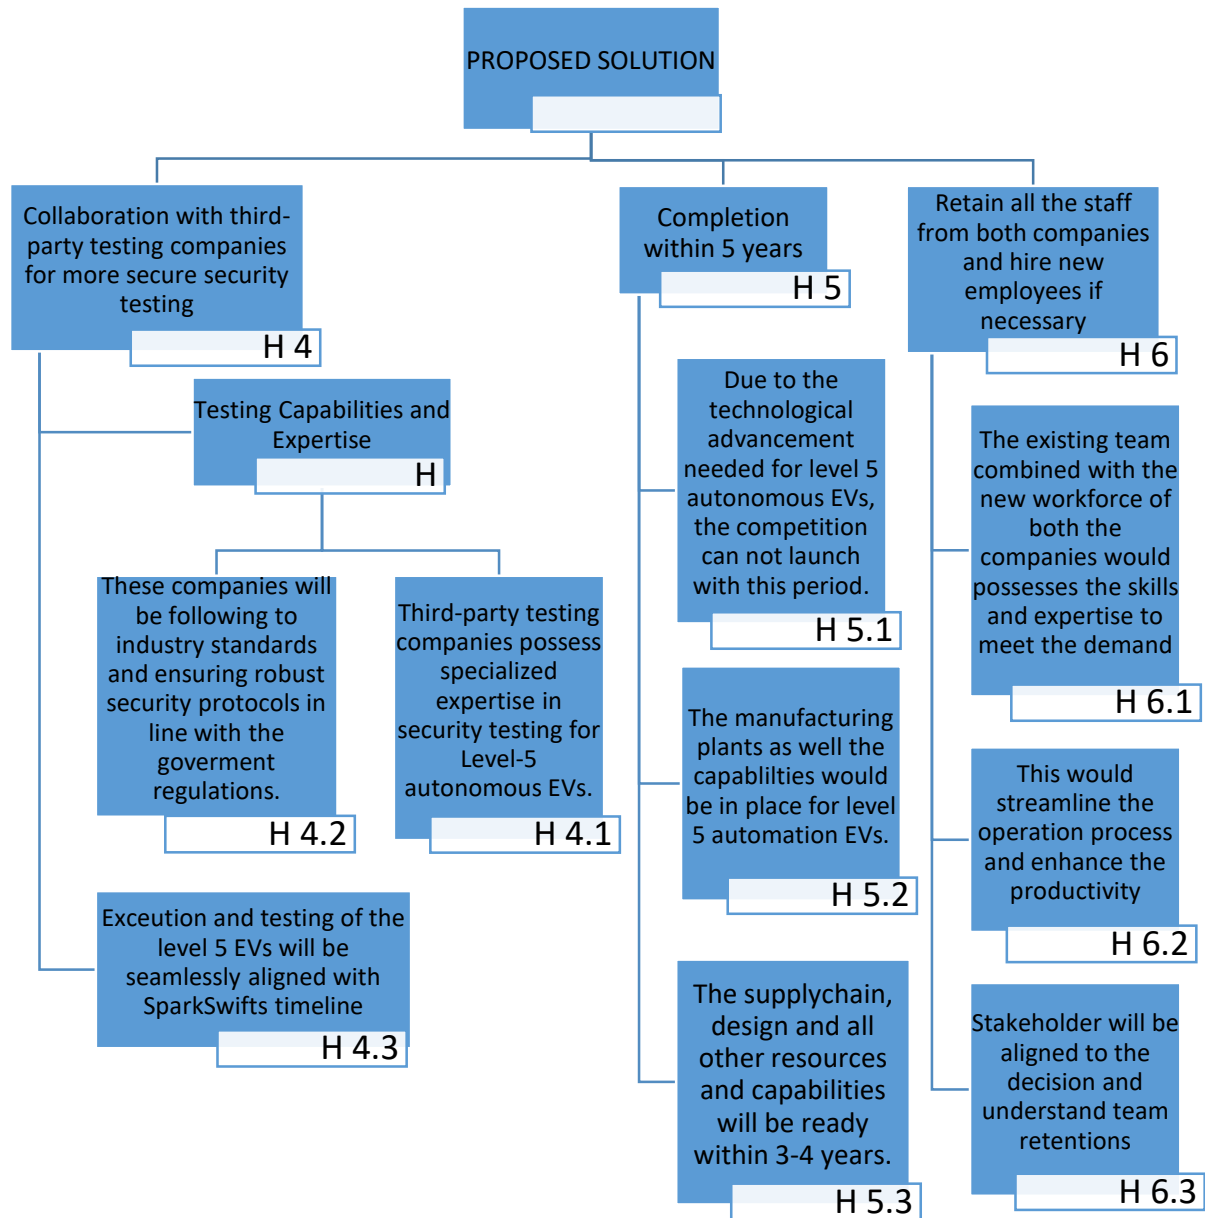 PROPOSED SOLUTION
Collaboration with third-
party testing companies
for more secure security
testing
H 4
Testing Capabilities and
Expertise
H
These companies will
be following to
industry standards
and ensuring robust
security protocols in
line with the
goverment
regulations.
H 4.2
Third-party testing
companies possess
specialized
expertise in
security testing for
Level-5
autonomous EVs.
H 4.1
Exceution and testing of the
level 5 EVs will be
seamlessly aligned with
SparkSwifts timeline
H 4.3
Completion
within 5 years
H 5
Due to the
technological
advancement
needed for level 5
autonomous EVs,
the competition
can not launch
with this period.
H 5.1
The manufacturing
plants as well the
capablilties would
be in place for level
5 automation EVs.
H 5.2
The supplychain,
design and all
other resources
and capabilities
will be ready
within 3-4 years.
H 5.3
Retain all the staff
from both companies
and hire new
employees if
necessary
H 6
The existing team
combined with the
new workforce of
both the
companies would
possesses the skills
and expertise to
meet the demand
H 6.1
This would
streamline the
operation process
and enhance the
productivity
H 6.2
Stakeholder will be
aligned to the
decision and
understand team
retentions
H 6.3